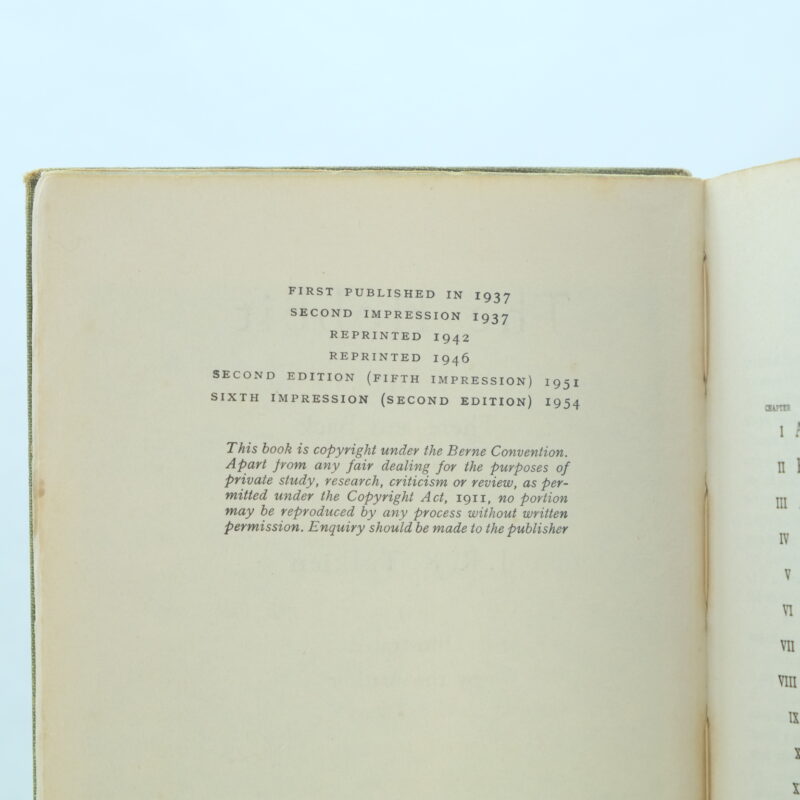 FIRST PUBLISHED IN 1937
SECOND IMPRESSION 1937
REPRINTED 1942
REPRINTED 1946
SECOND EDITION (FIFTH IMPRESSION) 1951
SIXTH IMPRESSION (SECOND EDITION) 1954
This book is copyright under the Berne Convention.
Apart from any fair dealing for the purposes of
private study, research, criticism or review, as per-
mitted under the Copyright Act, 1911, no portion
may be reproduced by any process without written
permission. Enquiry should be made to the publisher
CHAPTER
I
II
III
IV
V
VI
VII
VIII
IX